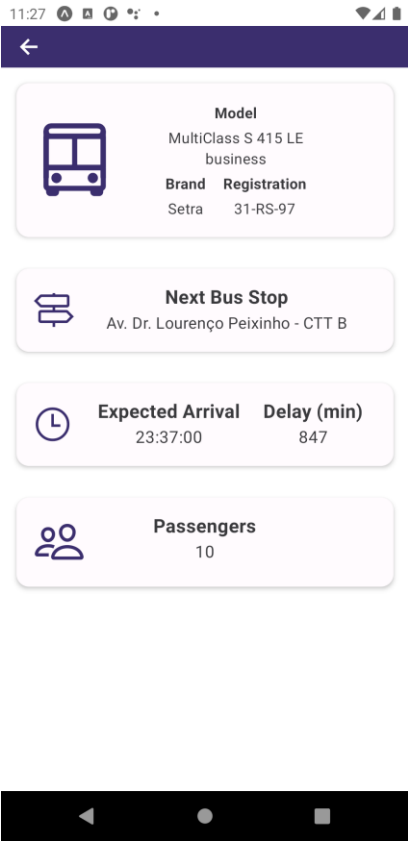 11:27
Model
MultiClass S 415 LE
business
Brand Registration
Setra 31-RS-97
Next Bus Stop
Av. Dr. Lourenço Peixinho - CTT B
Expected Arrival Delay (min)
23:37:00 847
Passengers
10